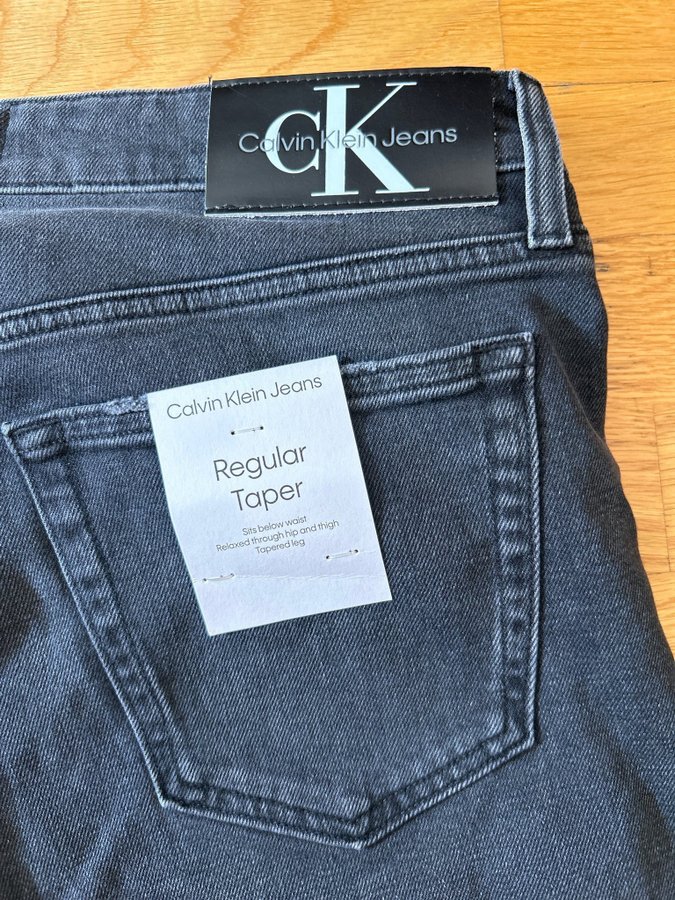 CK
Calvin Klein Jeans
Calvin Klein Jeans
Regular
Taper
Sits below waist
Relaxed through hip and thigh
Tapered leg